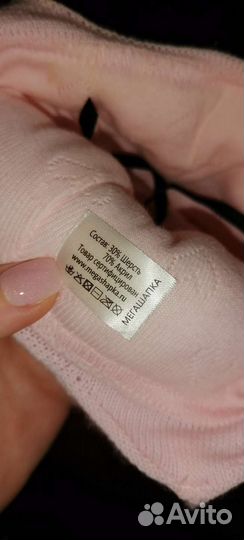 Состав: 30% Шерсть
70% Акрил
Товар сертифицирован
www.megashapka.ru
МЕГАШАПКА
Avito